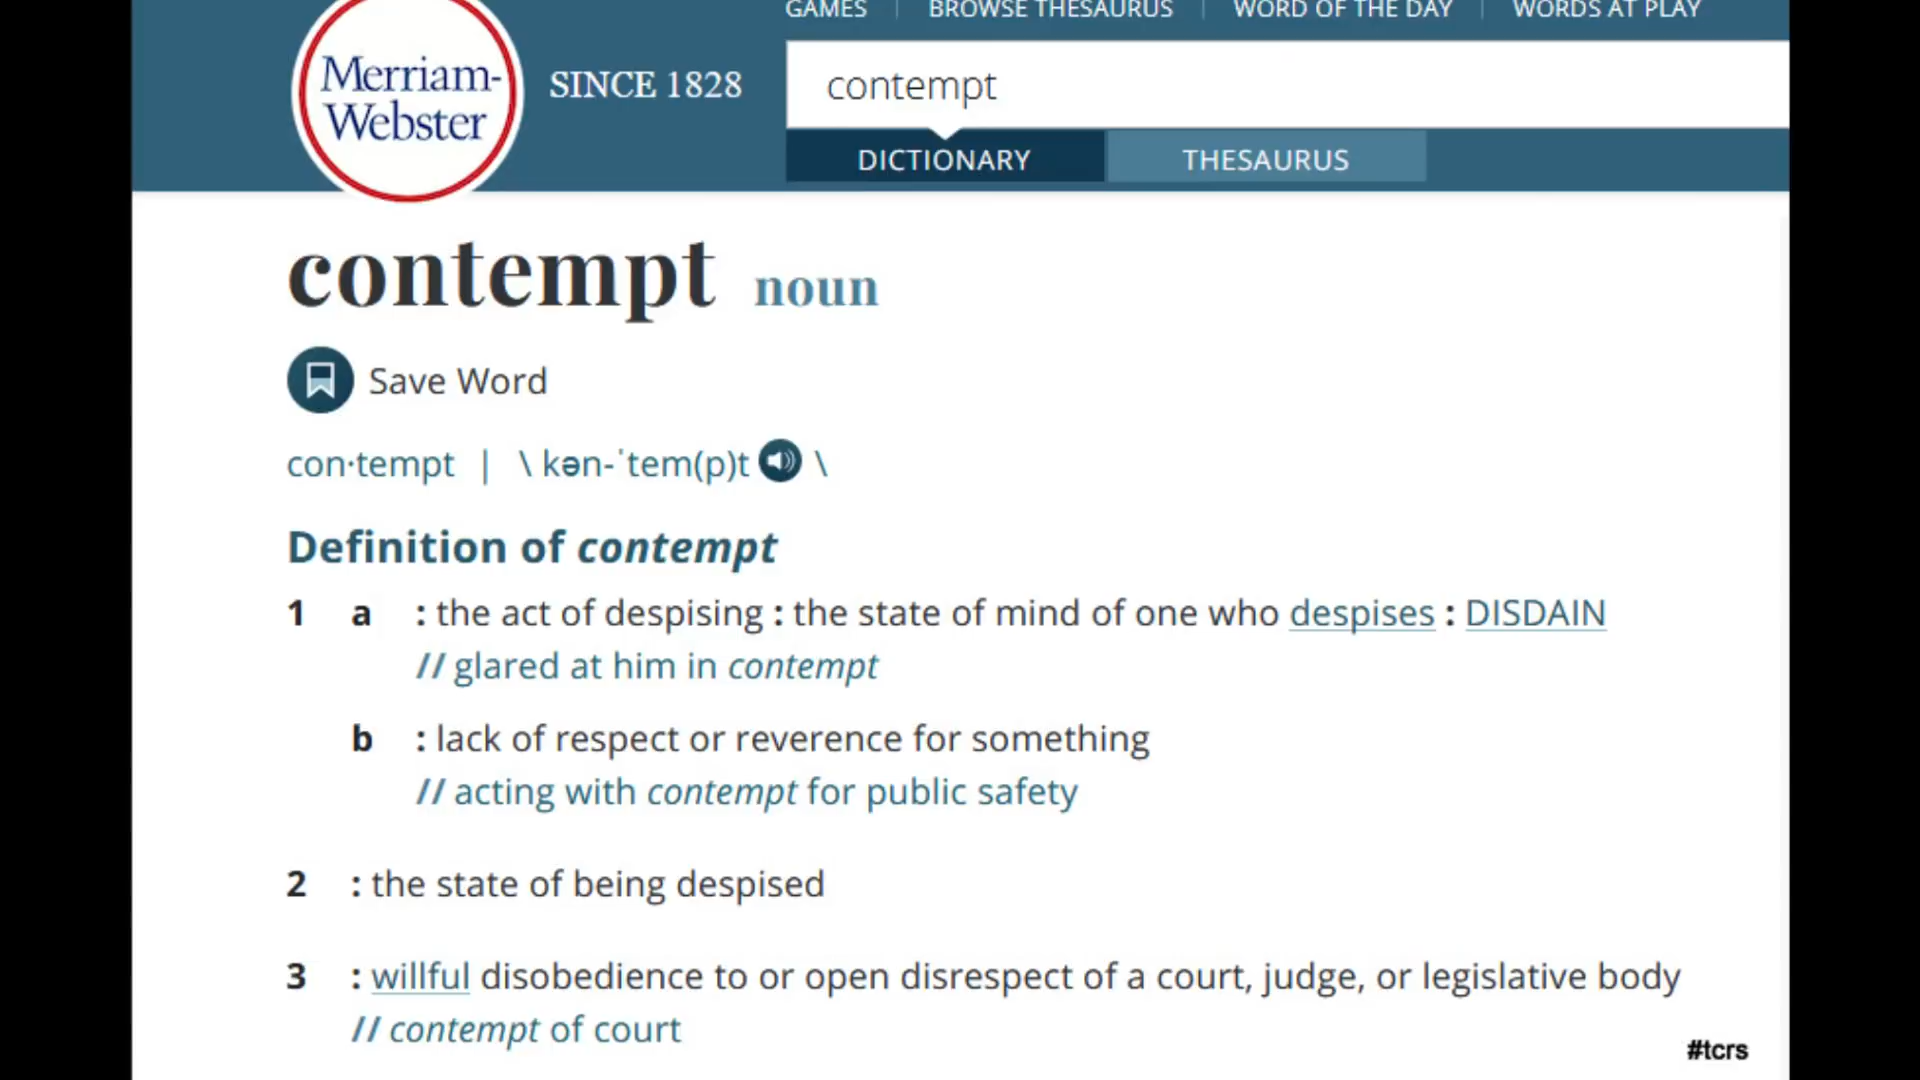 GAMES | BROWSE THESAURUS | WORD OF THE DAY | WORDS AT PLAY
Merriam-
Webster
SINCE 1828
contempt
DICTIONARY THESAURUS
contempt noun
Save Word
con·tempt | \ kən-ˈtem(p)t \
Definition of contempt
1 a : the act of despising : the state of mind of one who despises : DISDAIN
// glared at him in contempt
b : lack of respect or reverence for something
// acting with contempt for public safety
2 : the state of being despised
3 : willful disobedience to or open disrespect of a court, judge, or legislative body
// contempt of court
#tcrs